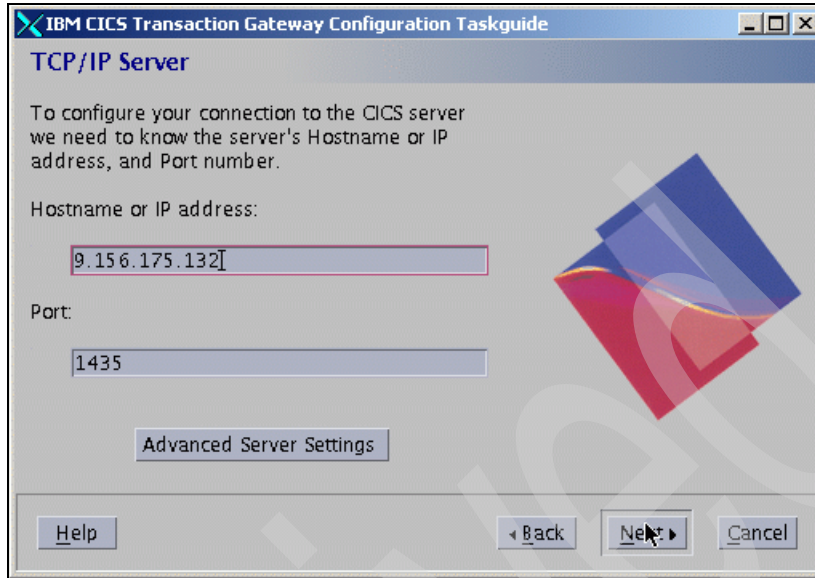 IBM CICS Transaction Gateway Configuration Taskguide
TCP/IP Server
To configure your connection to the CICS server
we need to know the server's Hostname or IP
address, and Port number.
Hostname or IP address:
9.156.175.132
Port:
1435
Advanced Server Settings
Help
Back
Next
Cancel